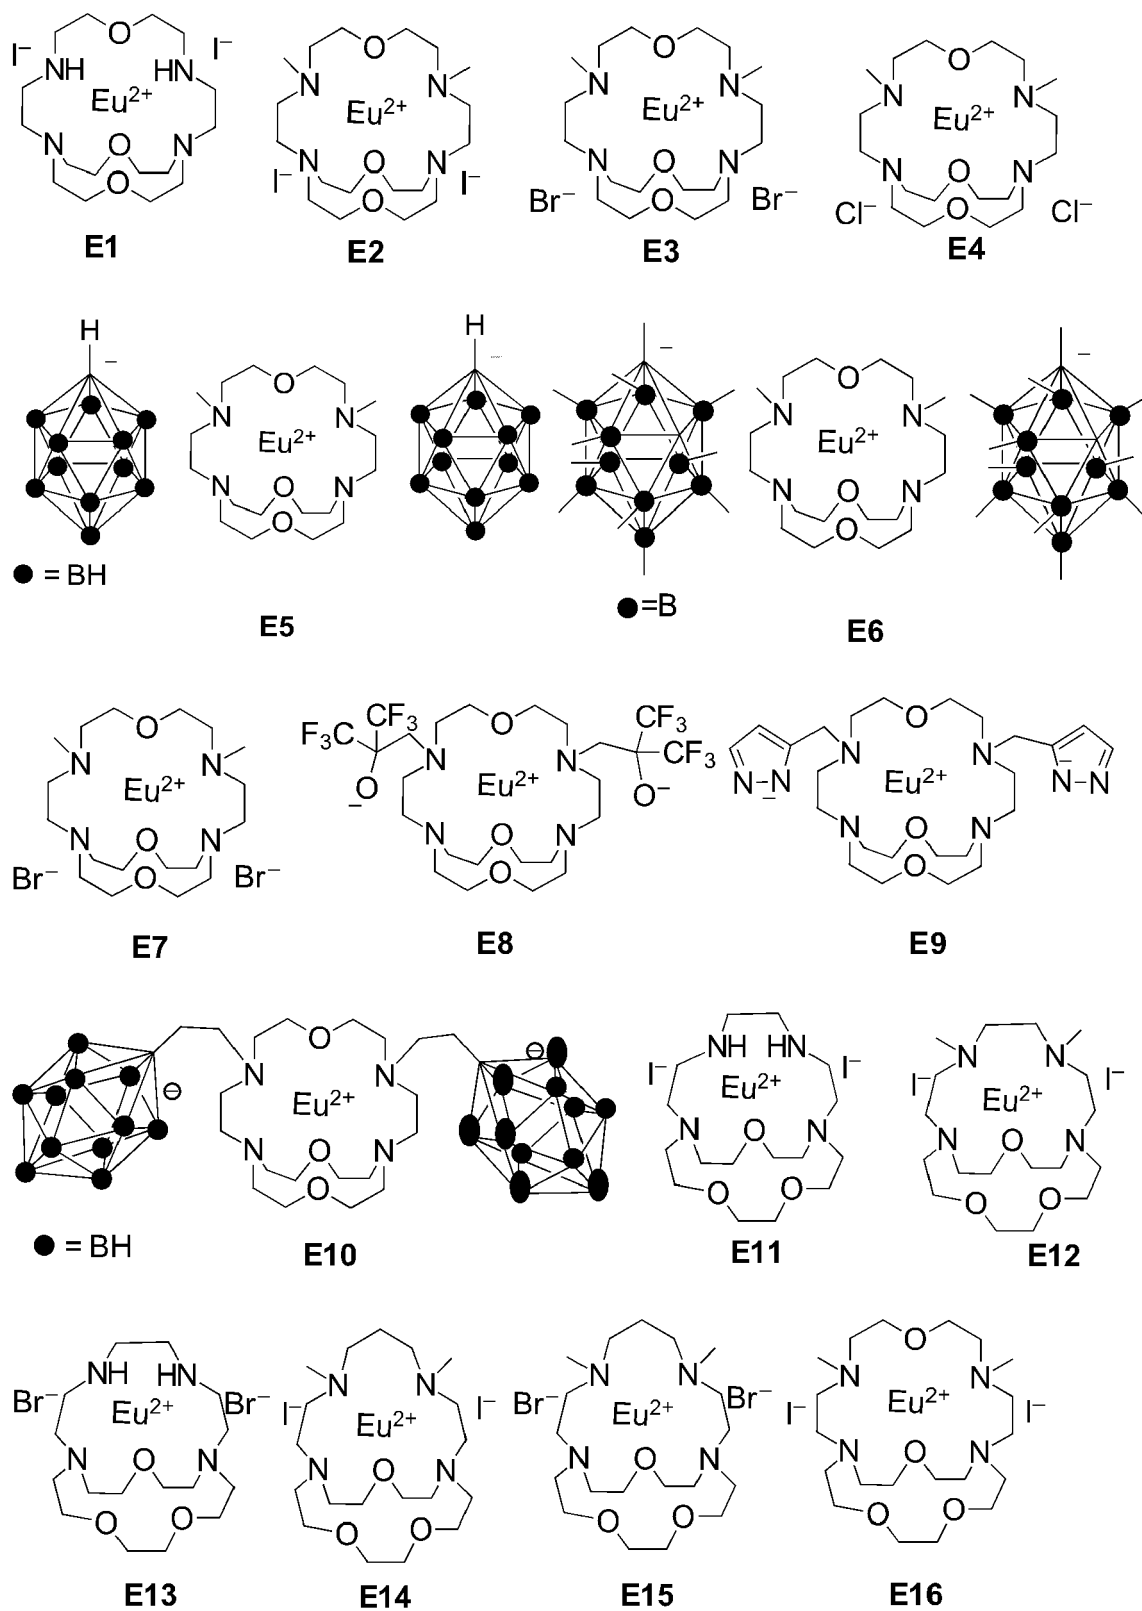 O
I⁻ I⁻
NH HN
Eu²⁺
N O N
O
E1
O
N N
Eu²⁺
N O N
I⁻ I⁻
O
E2
O
N N
Eu²⁺
N O N
Br⁻ Br⁻
O
E3
O
N N
Eu²⁺
N O N
Cl⁻ Cl⁻
O
E4
H
–
O
N N
Eu²⁺
N O N
O
H
–
● = BH
E5
–
O
N N
Eu²⁺
N O N
O
–
●=B
E6
O
N N
Eu²⁺
N O N
Br⁻ Br⁻
O
E7
CF₃
F₃C
C
O
–
O
N N
Eu²⁺
N O N
O
CF₃
C
CF₃
O⁻
E8
O
N N
Eu²⁺
N O N
O
N-N
–
N-N
–
E9
⊖
O
N N
Eu²⁺
N O N
O
⊖
● = BH
E10
NH HN
I⁻ I⁻
Eu²⁺
N O N
O O
E11
N N
I⁻ I⁻
Eu²⁺
N O N
O O
E12
NH HN
Br⁻ Br⁻
Eu²⁺
N O N
O O
E13
N N
I⁻ I⁻
Eu²⁺
N O N
O O
E14
N N
Br⁻ Br⁻
Eu²⁺
N O N
O O
E15
O
N N
Eu²⁺
I⁻ I⁻
N O N
O O
E16